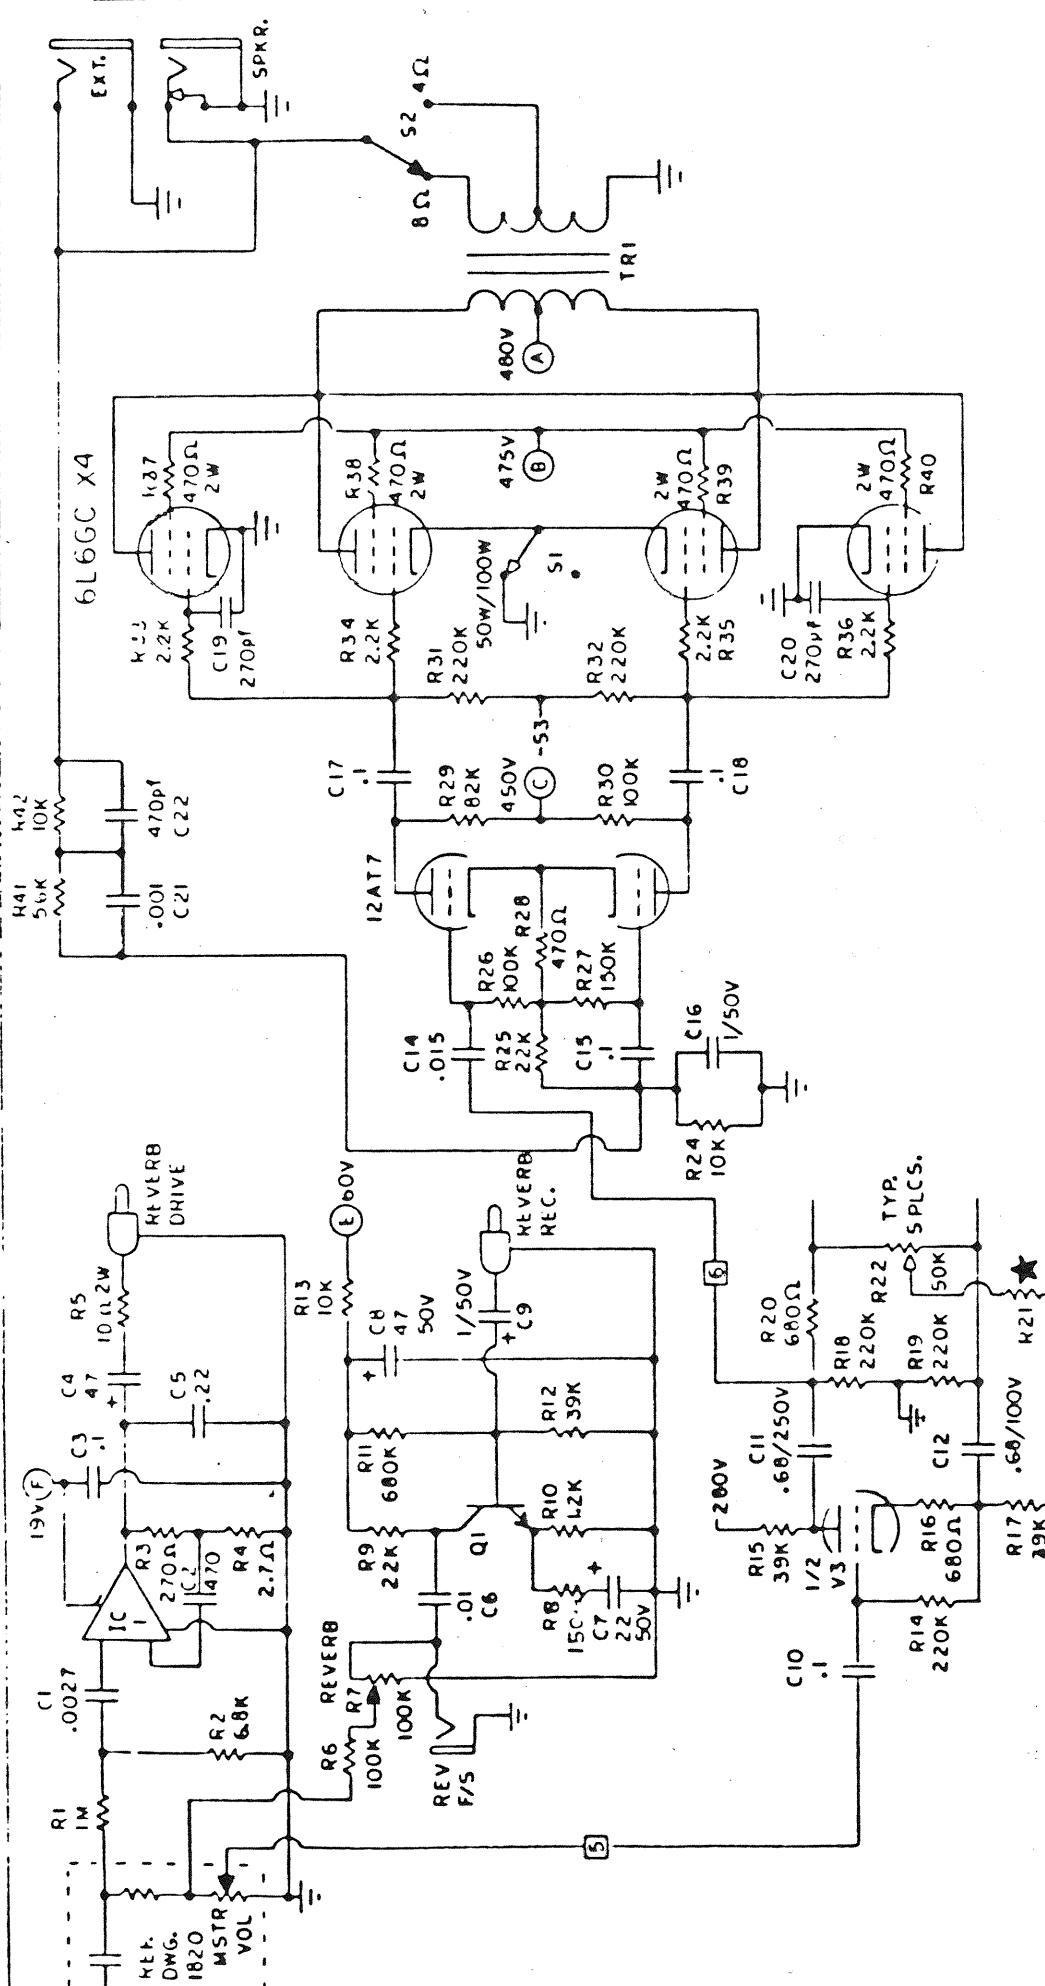 EXT.
SPKR.
S2
4Ω
8Ω
TR1
480V
A
6L6GC X4
R37
470Ω
2W
R38
470Ω
2W
475V
B
2W
470Ω
R39
2W
470Ω
R40
2.2K
C19
270pf
R34
2.2K
50W/100W
S1
2.2K
R35
C20
270pf
R36
2.2K
R31
220K
R32
220K
-53
C17
.1
R29
82K
450V
C
R30
100K
.1
C18
R42
10K
470pf
C22
R41
56K
.001
C21
12AT7
R28
470Ω
R26
100K
R27
150K
C14
.015
R25
22K
C15
.1
C16
1/50V
R24
10K
REVERB
DRIVE
R5
10Ω 2W
C4
47
+
C5
.22
C3
.1
19V
F
R3
270Ω
C2
470
R4
2.7Ω
IC
1
C1
.0027
R2
6.8K
R1
1M
REF.
DWG.
1820
MSTR
VOL
E
60V
R13
10K
C8
47
50V
+
REVERB
REC.
1/50V
+
C9
R11
680K
R12
39K
R9
22K
Q1
R10
1.2K
.01
C6
R8
+
C7
22
50V
REVERB
R7
100K
R6
100K
REV
F/S
5
6
TYP.
5 PLCS.
R22
50K
R21
R20
680Ω
R18
220K
R19
220K
C11
.68/250V
C12
.68/100V
280V
R15
39K
1/2
V3
R16
680Ω
R17
39K
R14
220K
C10
.1